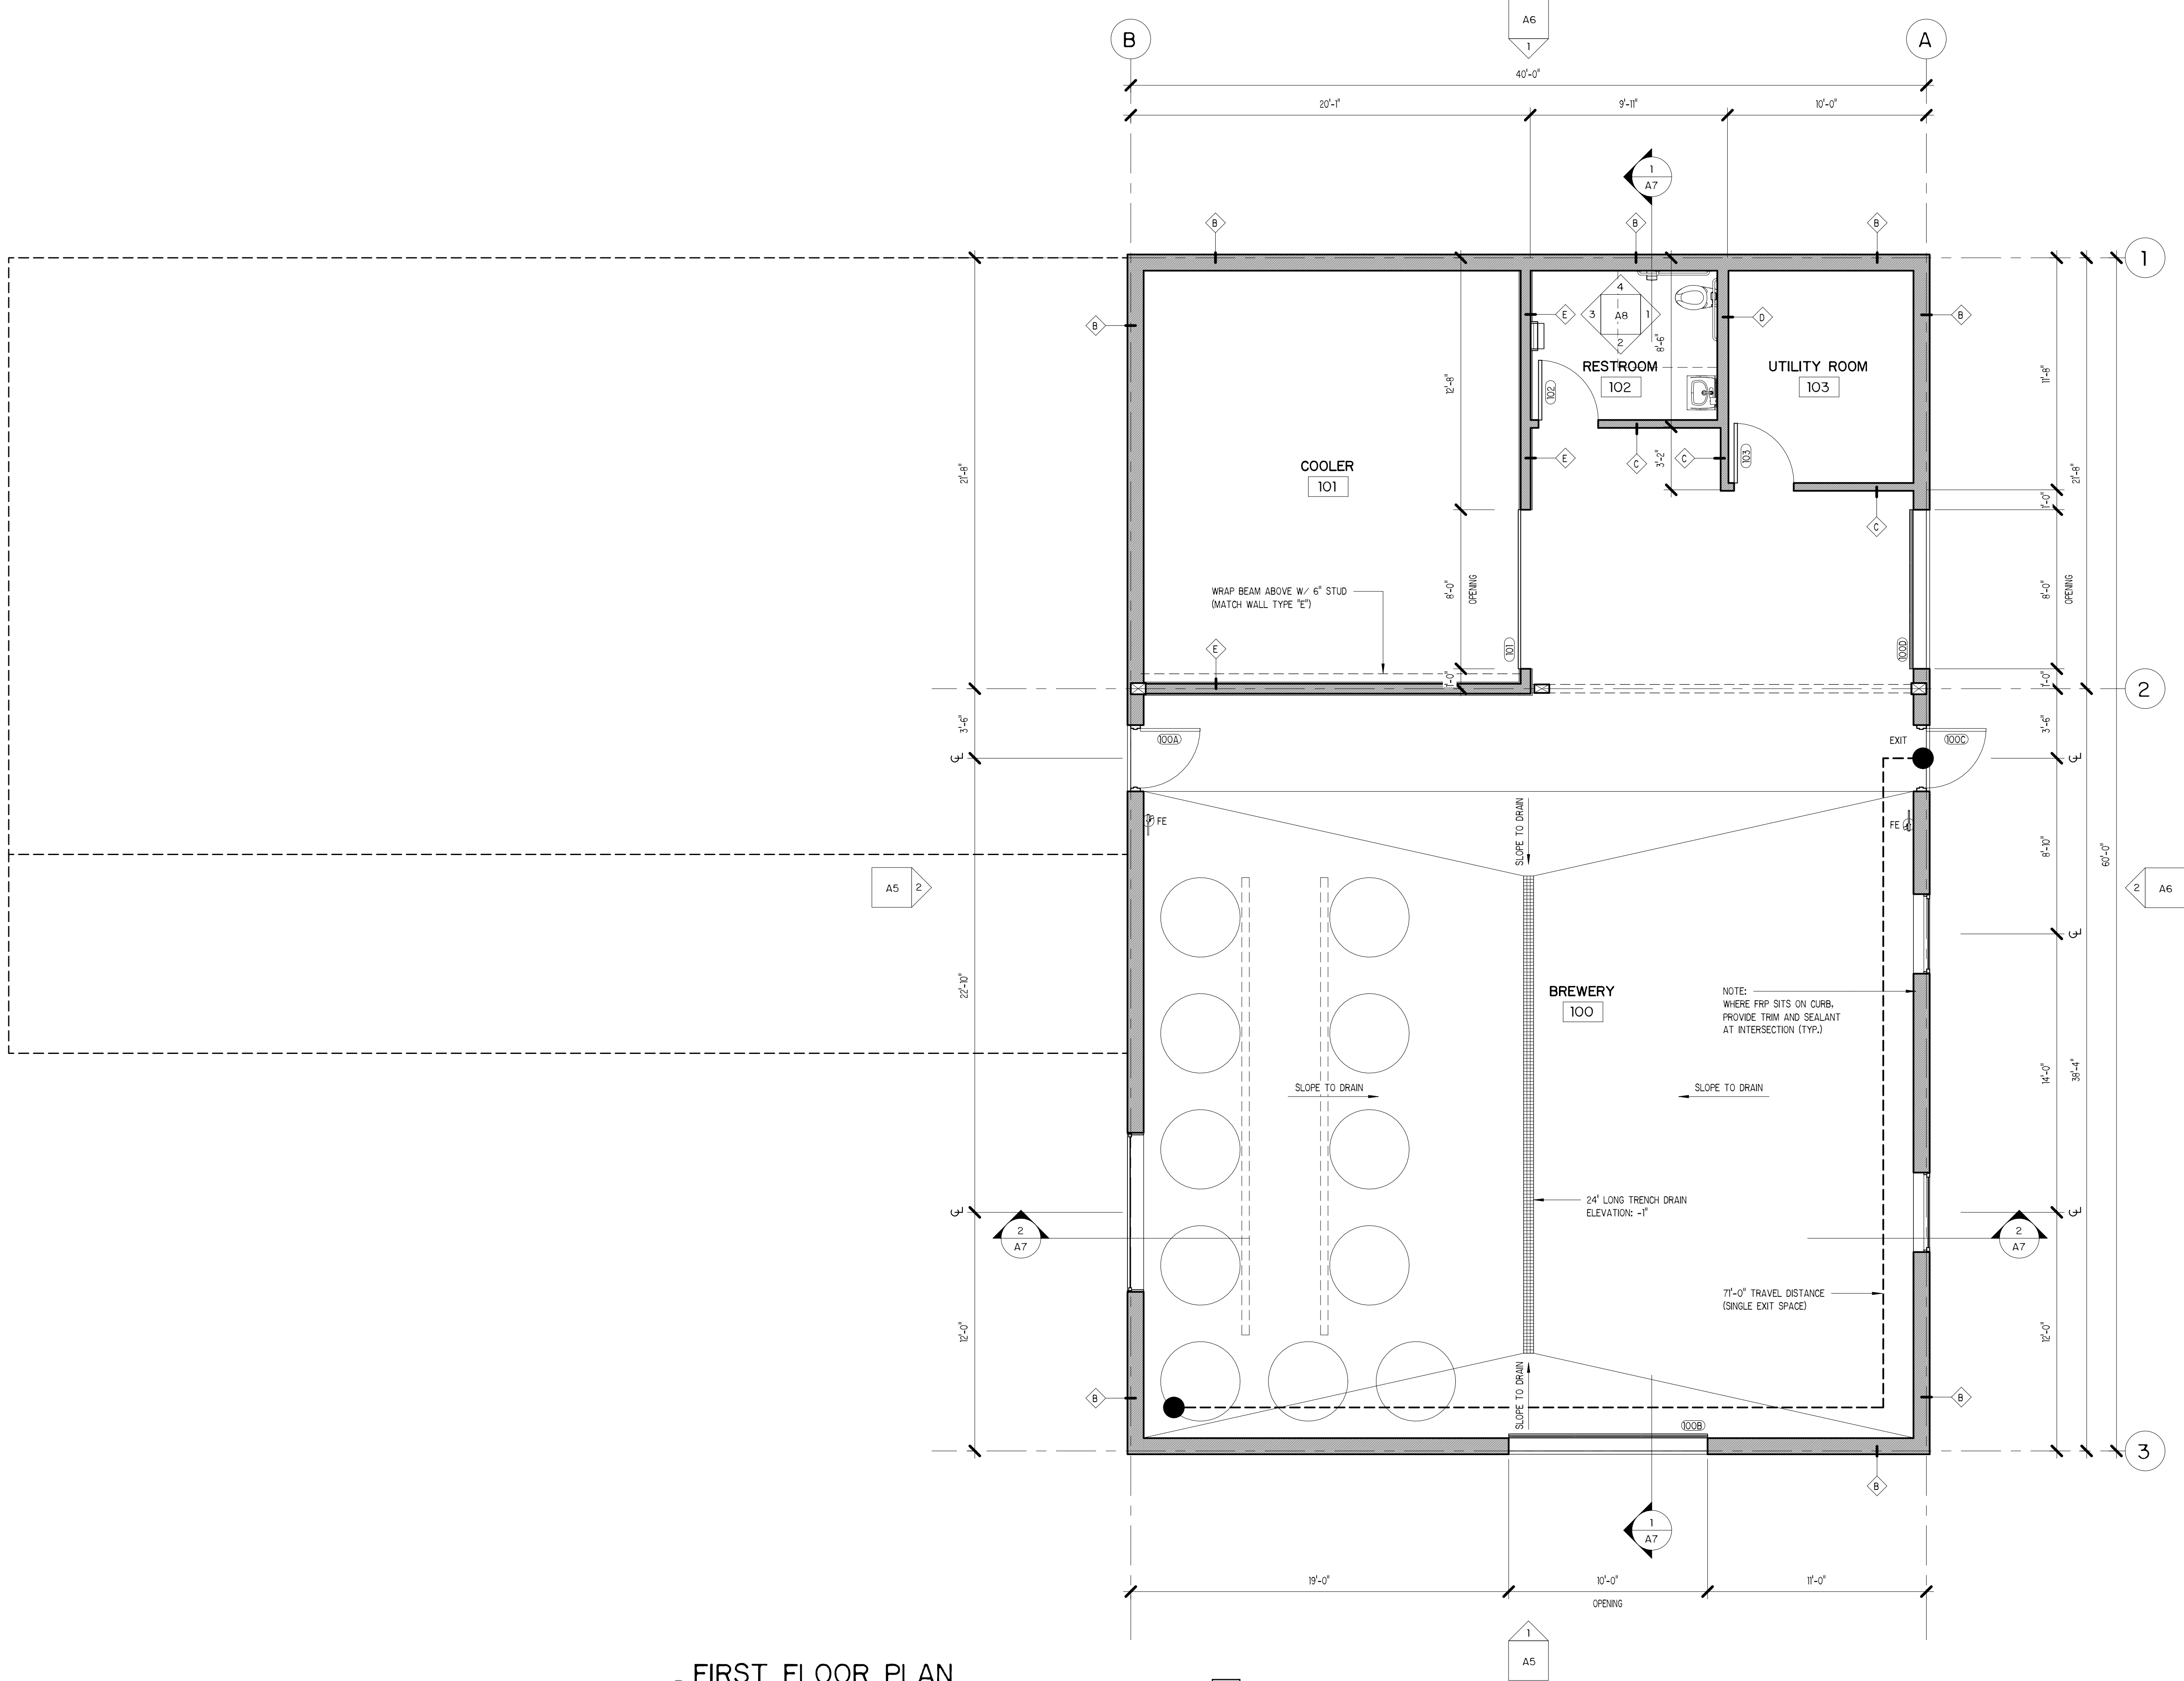 A6
1
B
A
40'-0"
20'-1"
9'-11"
10'-0"
1
A7
B
B
B
1
B
E
4
3
A8
1
2
8'-6"
D
B
RESTROOM
102
UTILITY ROOM
103
12'-8"
102
11'-8"
COOLER
101
E
C
3'-2"
C
103
21'-8"
21'-8"
1'-0"
C
WRAP BEAM ABOVE W/ 6" STUD
(MATCH WALL TYPE "E")
8'-0"
OPENING
8'-0"
OPENING
E
101
100D
1'-0"
1'-0"
2
3'-6"
100A
EXIT
100C
3'-6"
CL
CL
FE
SLOPE TO DRAIN
FE
8'-10"
60'-0"
A5
2
2
A6
CL
22'-10"
BREWERY
100
NOTE:
WHERE FRP SITS ON CURB,
PROVIDE TRIM AND SEALANT
AT INTERSECTION (TYP.)
SLOPE TO DRAIN
SLOPE TO DRAIN
14'-0"
38'-4"
24' LONG TRENCH DRAIN
ELEVATION: -1"
CL
CL
2
A7
2
A7
71'-0" TRAVEL DISTANCE
(SINGLE EXIT SPACE)
12'-0"
12'-0"
B
SLOPE TO DRAIN
B
100B
3
B
1
A7
19'-0"
10'-0"
OPENING
11'-0"
1
A5
FIRST FLOOR PLAN